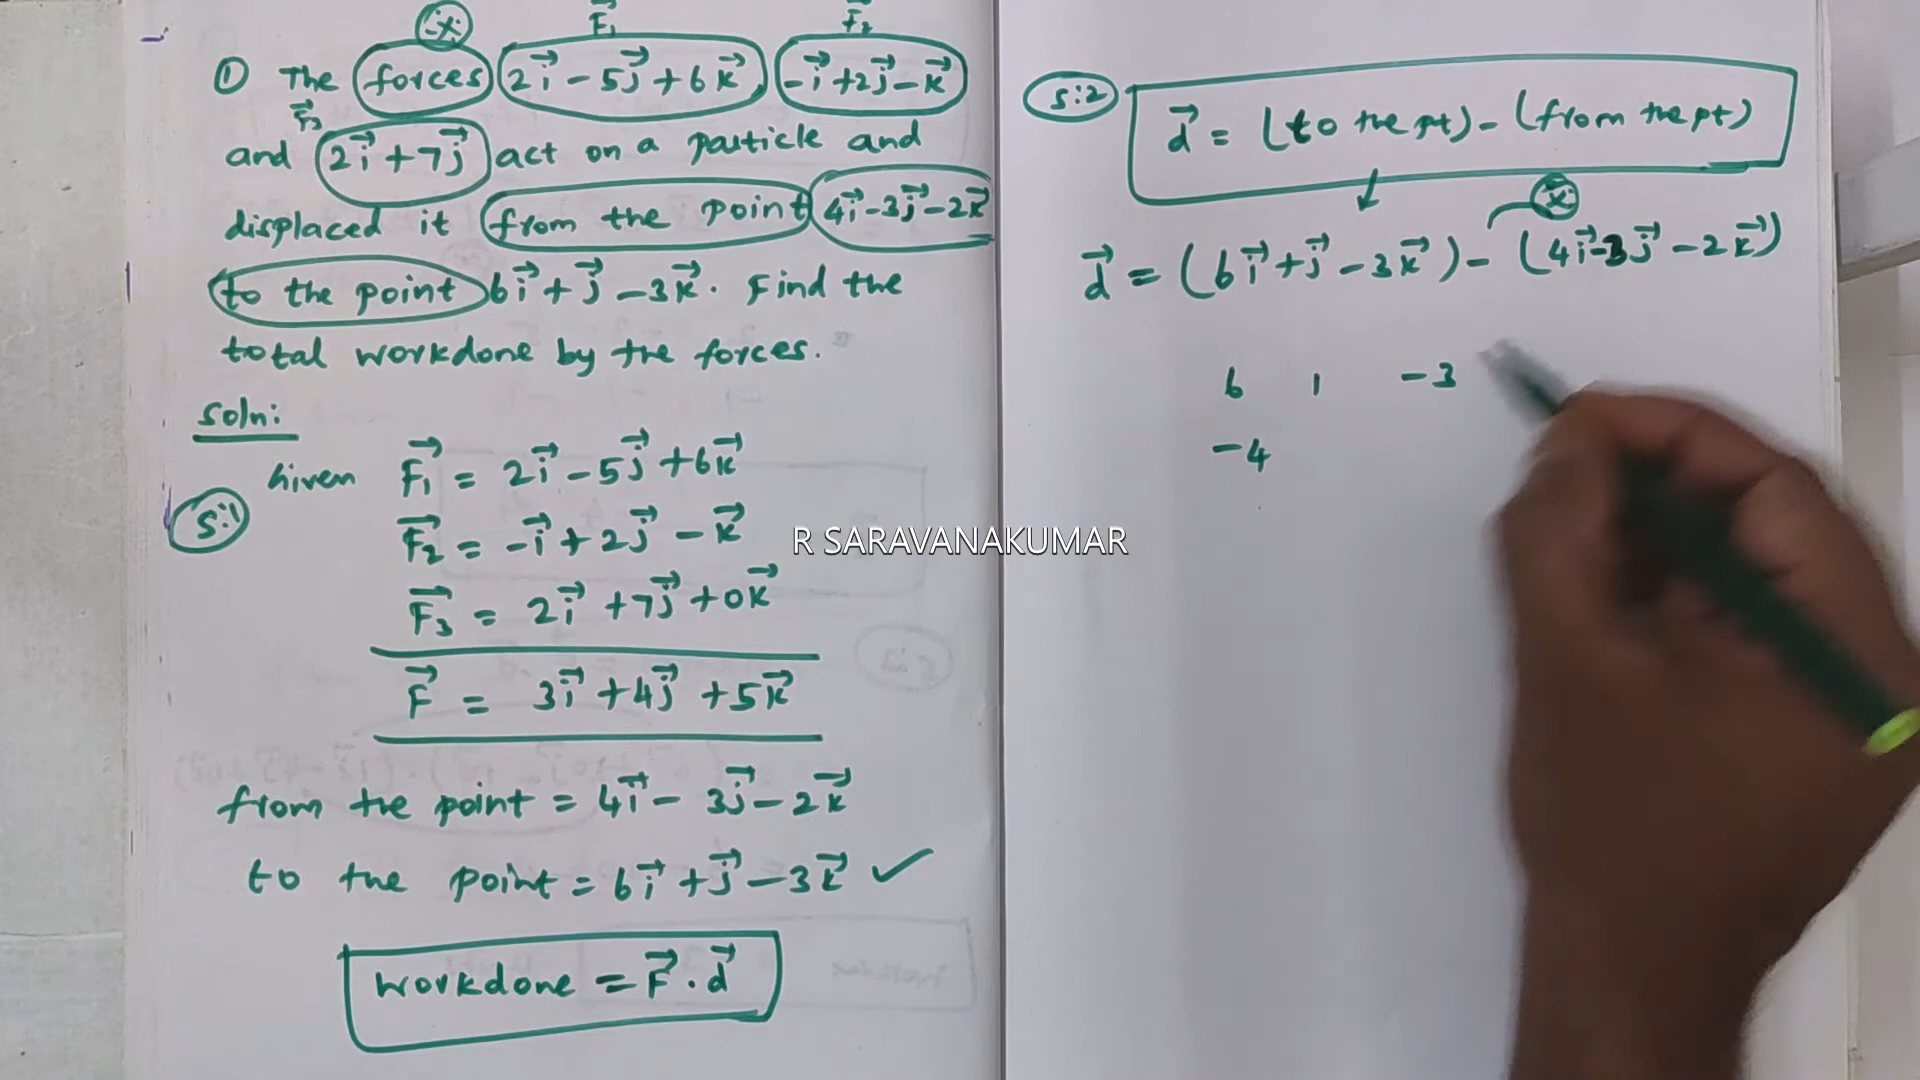 (x)
F⃗₁ F⃗₂
① The forces 2i⃗ - 5j⃗ + 6k⃗, -i⃗ + 2j⃗ - k⃗
F⃗₃
and 2i⃗ + 7j⃗ act on a particle and
displaced it from the point 4i⃗ - 3j⃗ - 2k⃗
to the point 6i⃗ + j⃗ - 3k⃗. Find the
total workdone by the forces.
Soln:
Given F⃗₁ = 2i⃗ - 5j⃗ + 6k⃗
S:1
F⃗₂ = -i⃗ + 2j⃗ - k⃗
F⃗₃ = 2i⃗ + 7j⃗ + 0k⃗
F⃗ = 3i⃗ + 4j⃗ + 5k⃗
from the point = 4i⃗ - 3j⃗ - 2k⃗
to the point = 6i⃗ + j⃗ - 3k⃗ ✓
workdone = F⃗ . d⃗
S:2
d⃗ = (to the pt) - (from the pt)
(x)
d⃗ = (6i⃗ + j⃗ - 3k⃗) - (4i⃗ - 3j⃗ - 2k⃗)
6 1 -3
-4
R SARAVANAKUMAR